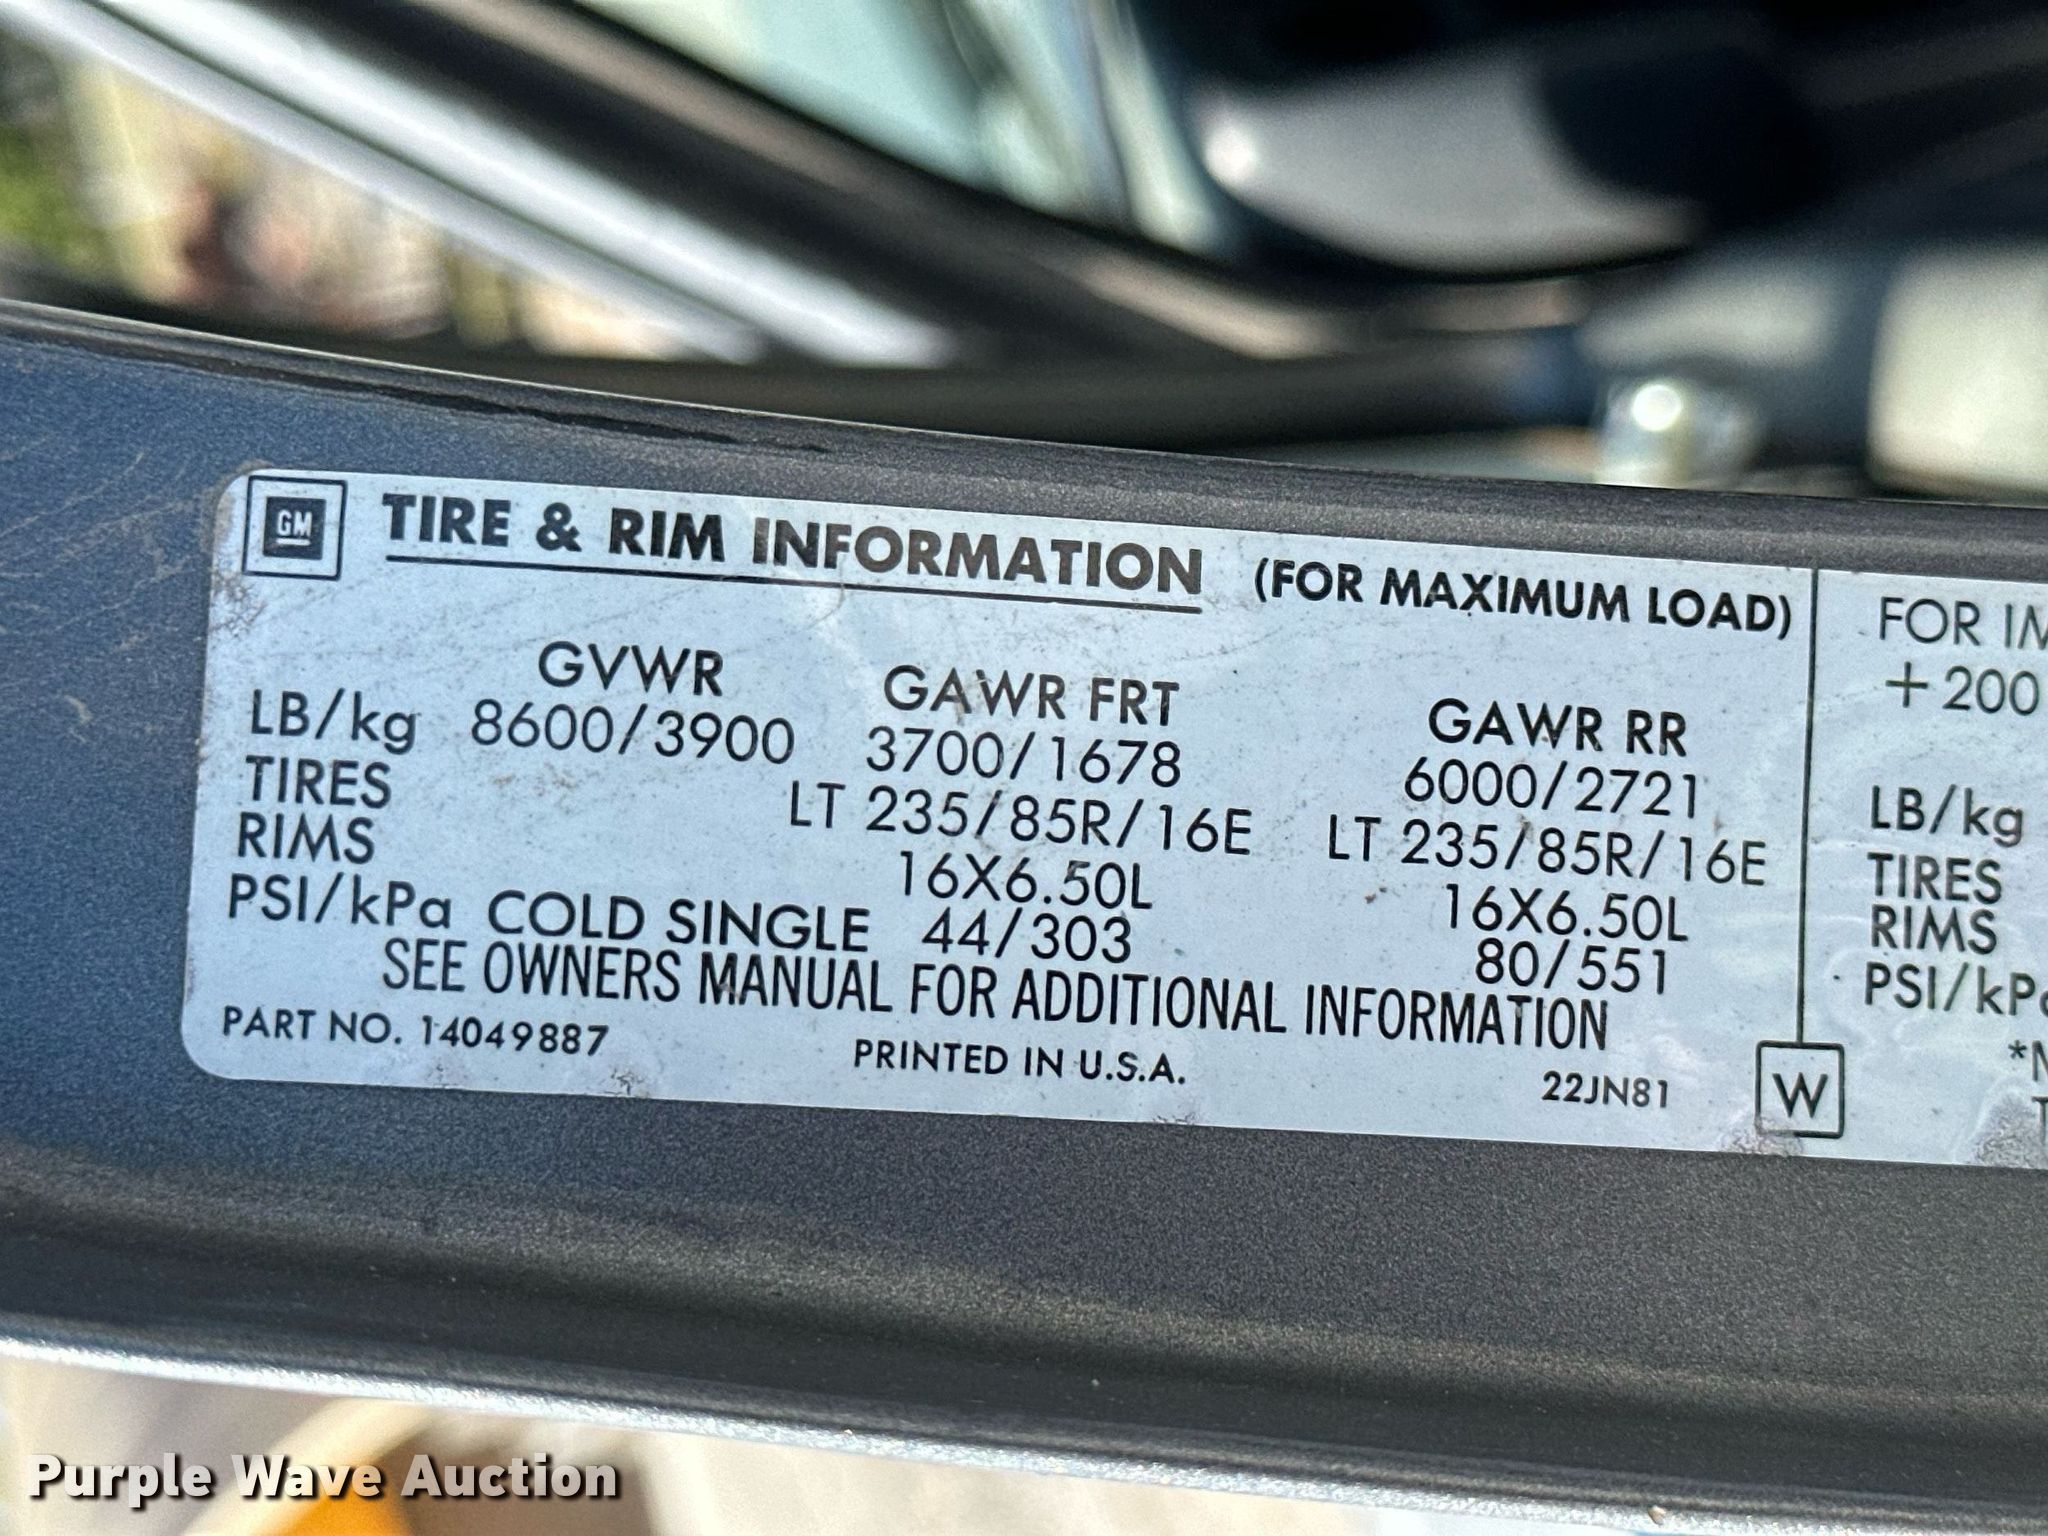 GM TIRE & RIM INFORMATION (FOR MAXIMUM LOAD)
GVWR GAWR FRT GAWR RR
LB/kg 8600/3900 3700/1678 6000/2721
TIRES LT 235/85R/16E LT 235/85R/16E
RIMS 16X6.50L 16X6.50L
PSI/kPa COLD SINGLE 44/303 80/551
SEE OWNERS MANUAL FOR ADDITIONAL INFORMATION
PART NO. 14049887 PRINTED IN U.S.A. 22JN81
W
FOR
+200
LB/kg
TIRES
RIMS
PSI/kPa
Purple Wave Auction